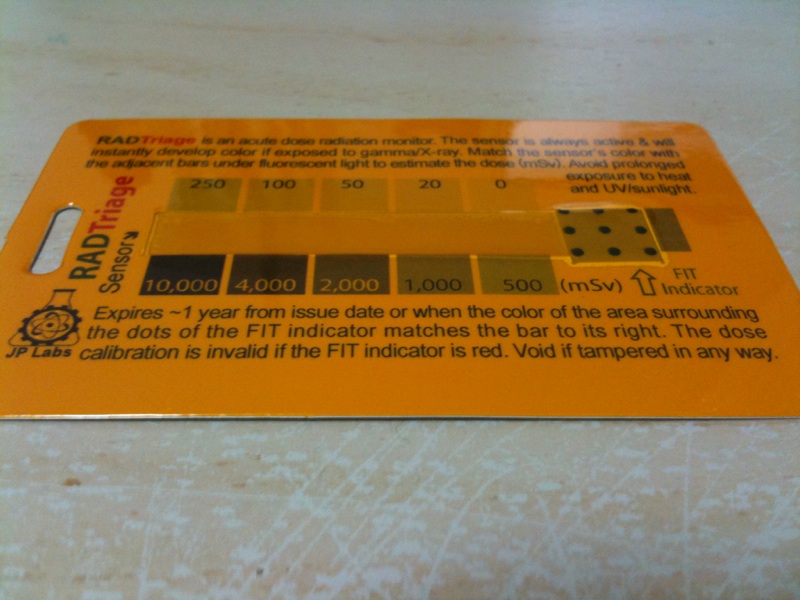 RADTriage is an acute dose radiation monitor. The sensor is always active & will
instantly develop color if exposed to gamma/X-ray. Match the sensor's color with
the adjacent bars under fluorescent light to estimate the dose (mSv). Avoid prolonged
exposure to heat
and UV/sunlight.
250 100 50 20 0
RADTriage
Sensor
10,000 4,000 2,000 1,000 500 (mSv)
FIT
Indicator
JP Labs
Expires ~1 year from issue date or when the color of the area surrounding
the dots of the FIT indicator matches the bar to its right. The dose
calibration is invalid if the FIT indicator is red. Void if tampered in any way.